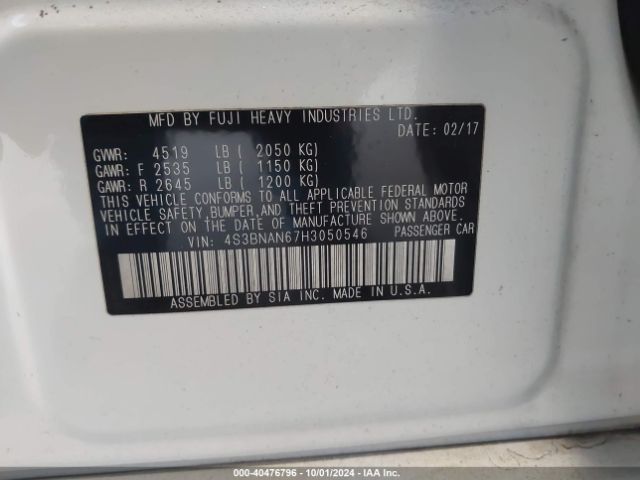 MFD BY FUJI HEAVY INDUSTRIES LTD.
DATE: 02/17
GVWR: 4519 LB ( 2050 KG)
GAWR: F 2535 LB ( 1150 KG)
GAWR: R 2645 LB ( 1200 KG)
THIS VEHICLE CONFORMS TO ALL APPLICABLE FEDERAL MOTOR
VEHICLE SAFETY, BUMPER, AND THEFT PREVENTION STANDARDS
IN EFFECT ON THE DATE OF MANUFACTURE SHOWN ABOVE.
VIN: 4S3BNAN67H3050546 PASSENGER CAR
ASSEMBLED BY SIA INC. MADE IN U.S.A.
000-40476796 - 10/01/2024 - IAA Inc.